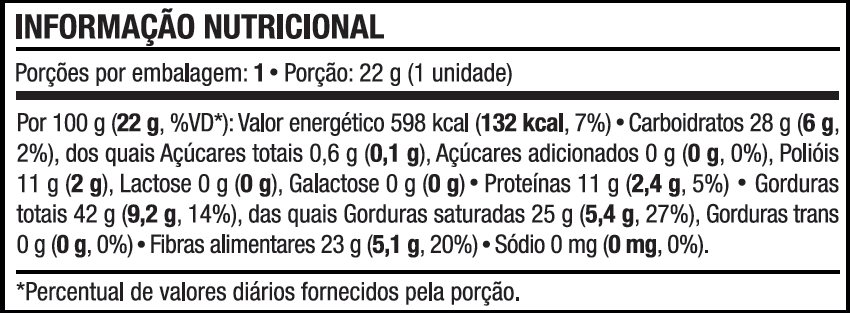 INFORMAÇÃO NUTRICIONAL
Porções por embalagem: 1 • Porção: 22 g (1 unidade)
Por 100 g (22 g, %VD*): Valor energético 598 kcal (132 kcal, 7%) • Carboidratos 28 g (6 g,
2%), dos quais Açúcares totais 0,6 g (0,1 g), Açúcares adicionados 0 g (0 g, 0%), Polióis
11 g (2 g), Lactose 0 g (0 g), Galactose 0 g (0 g) • Proteínas 11 g (2,4 g, 5%) • Gorduras
totais 42 g (9,2 g, 14%), das quais Gorduras saturadas 25 g (5,4 g, 27%), Gorduras trans
0 g (0 g, 0%) • Fibras alimentares 23 g (5,1 g, 20%) • Sódio 0 mg (0 mg, 0%).
*Percentual de valores diários fornecidos pela porção.